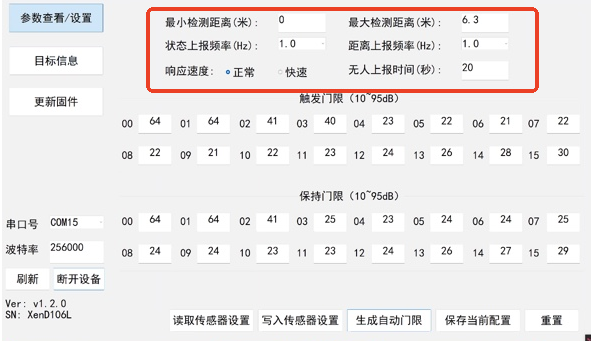 参数查看/设置
目标信息
更新固件
最小检测距离(米): 0 最大检测距离(米): 6.3
状态上报频率(Hz): 1.0 距离上报频率(Hz): 1.0
响应速度: 正常 快速 无人上报时间(秒): 20
触发门限（10~95dB）
00 64 01 64 02 41 03 40 04 23 05 22 06 21 07 22
08 22 09 21 10 22 11 23 12 24 13 26 14 28 15 30
保持门限（10~95dB）
00 64 01 64 02 41 03 25 04 23 05 24 06 24 07 25
08 24 09 24 10 23 11 24 12 24 13 26 14 27 15 29
串口号 COM15
波特率 256000
刷新 断开设备
Ver: v1.2.0
SN: XenD106L
读取传感器设置 写入传感器设置 生成自动门限 保存当前配置 重置